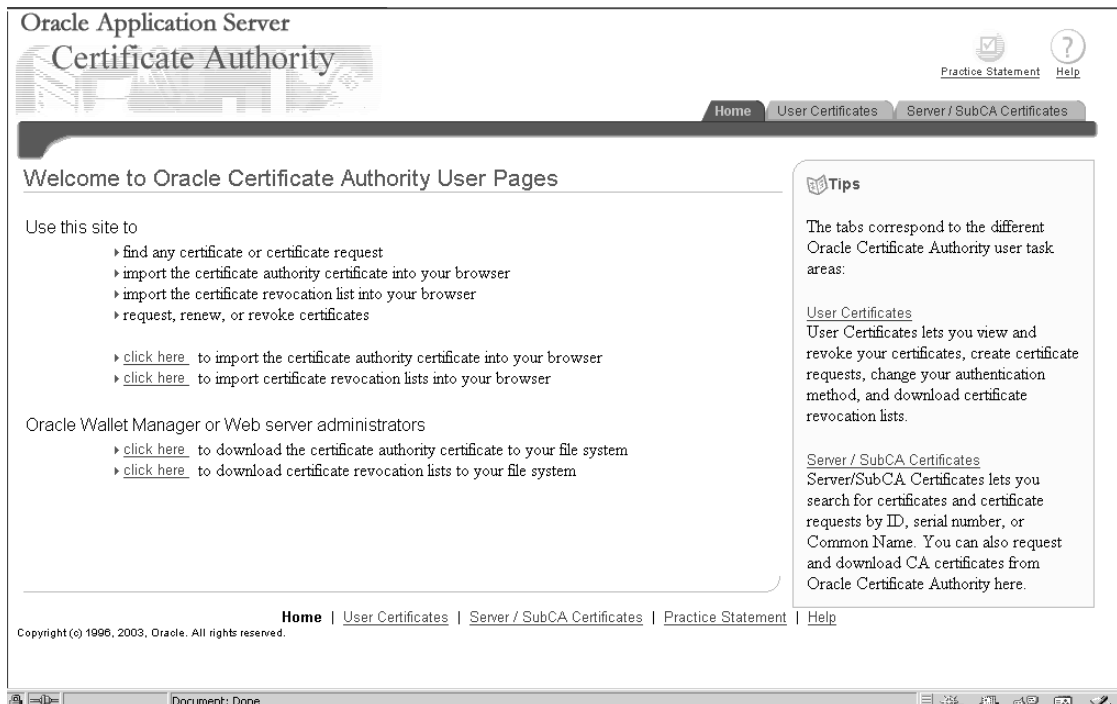 Oracle Application Server
Certificate Authority
Practice Statement
Help
Home
User Certificates
Server / SubCA Certificates
Welcome to Oracle Certificate Authority User Pages
Use this site to
find any certificate or certificate request
import the certificate authority certificate into your browser
import the certificate revocation list into your browser
request, renew, or revoke certificates
click here to import the certificate authority certificate into your browser
click here to import certificate revocation lists into your browser
Oracle Wallet Manager or Web server administrators
click here to download the certificate authority certificate to your file system
click here to download certificate revocation lists to your file system
Tips
The tabs correspond to the different
Oracle Certificate Authority user task
areas:
User Certificates
User Certificates lets you view and
revoke your certificates, create certificate
requests, change your authentication
method, and download certificate
revocation lists.
Server / SubCA Certificates
Server/SubCA Certificates lets you
search for certificates and certificate
requests by ID, serial number, or
Common Name. You can also request
and download CA certificates from
Oracle Certificate Authority here.
Home | User Certificates | Server / SubCA Certificates | Practice Statement | Help
Copyright (c) 1996, 2003, Oracle. All rights reserved.
Document: Done